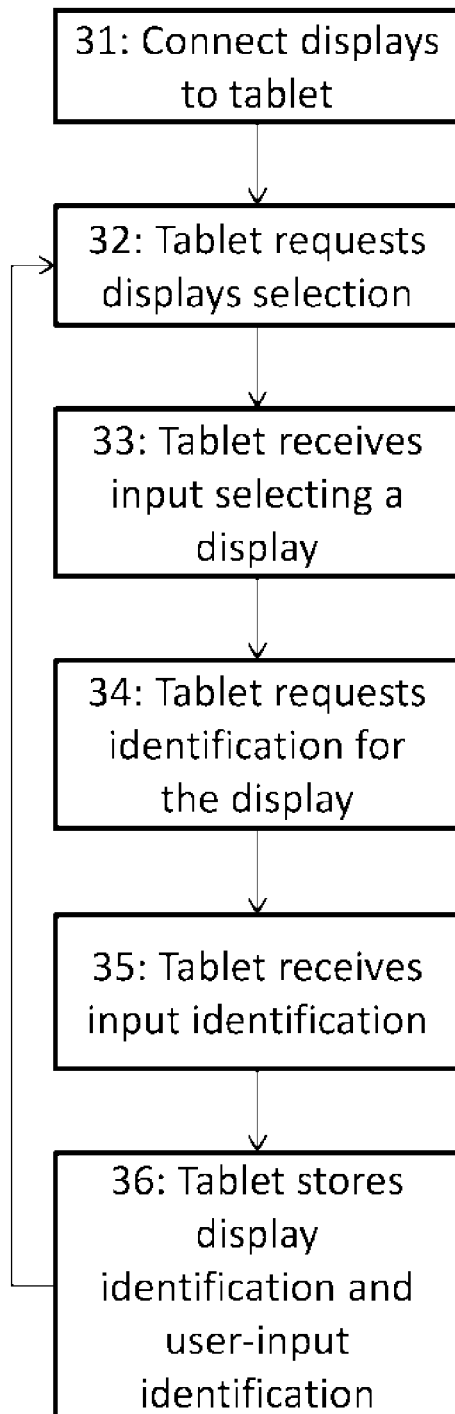 31: Connect displays
to tablet
32: Tablet requests
displays selection
33: Tablet receives
input selecting a
display
34: Tablet requests
identification for
the display
35: Tablet receives
input identification
36: Tablet stores
display
identification and
user-input
identification